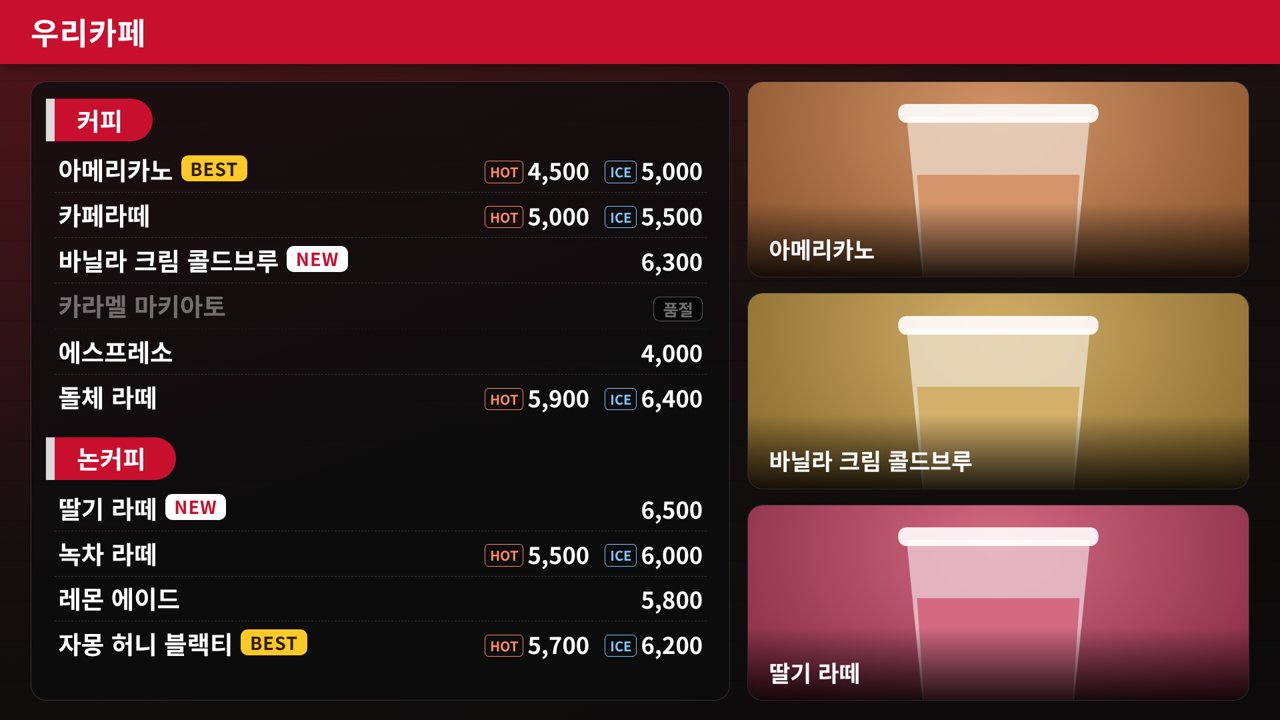 우리카페
커피
아메리카노 BEST HOT 4,500 ICE 5,000
카페라떼 HOT 5,000 ICE 5,500
바닐라 크림 콜드브루 NEW 6,300
카라멜 마키아토 품절
에스프레소 4,000
돌체 라떼 HOT 5,900 ICE 6,400
논커피
딸기 라떼 NEW 6,500
녹차 라떼 HOT 5,500 ICE 6,000
레몬 에이드 5,800
자몽 허니 블랙티 BEST HOT 5,700 ICE 6,200
아메리카노
바닐라 크림 콜드브루
딸기 라떼